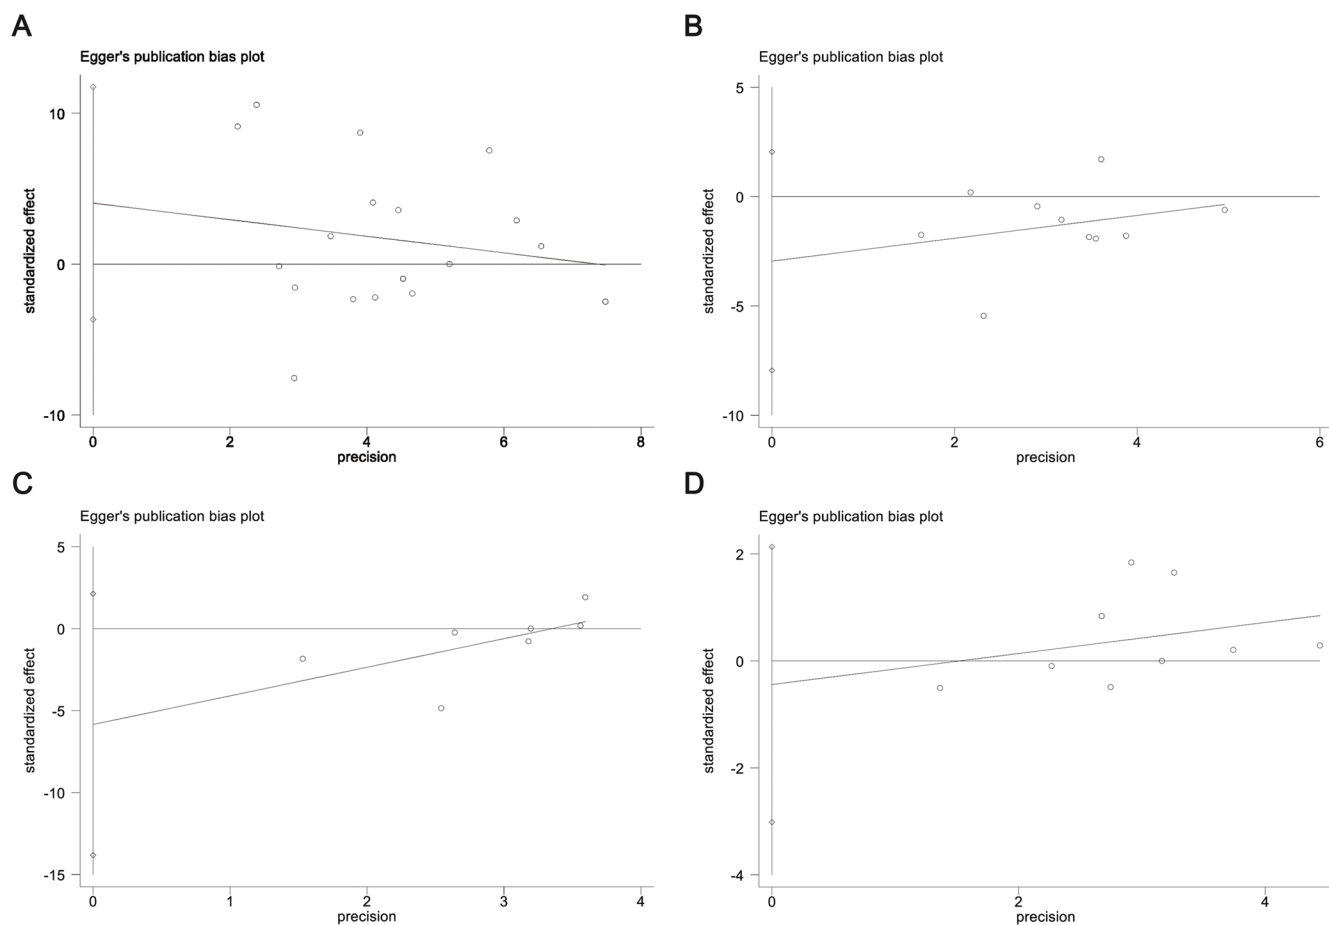 A
Egger's publication bias plot
10
0
-10
standardized effect
0 2 4 6 8
precision
B
Egger's publication bias plot
5
0
-5
-10
standardized effect
0 2 4 6
precision
C
Egger's publication bias plot
5
0
-5
-10
-15
standardized effect
0 1 2 3 4
precision
D
Egger's publication bias plot
2
0
-2
-4
standardized effect
0 2 4
precision